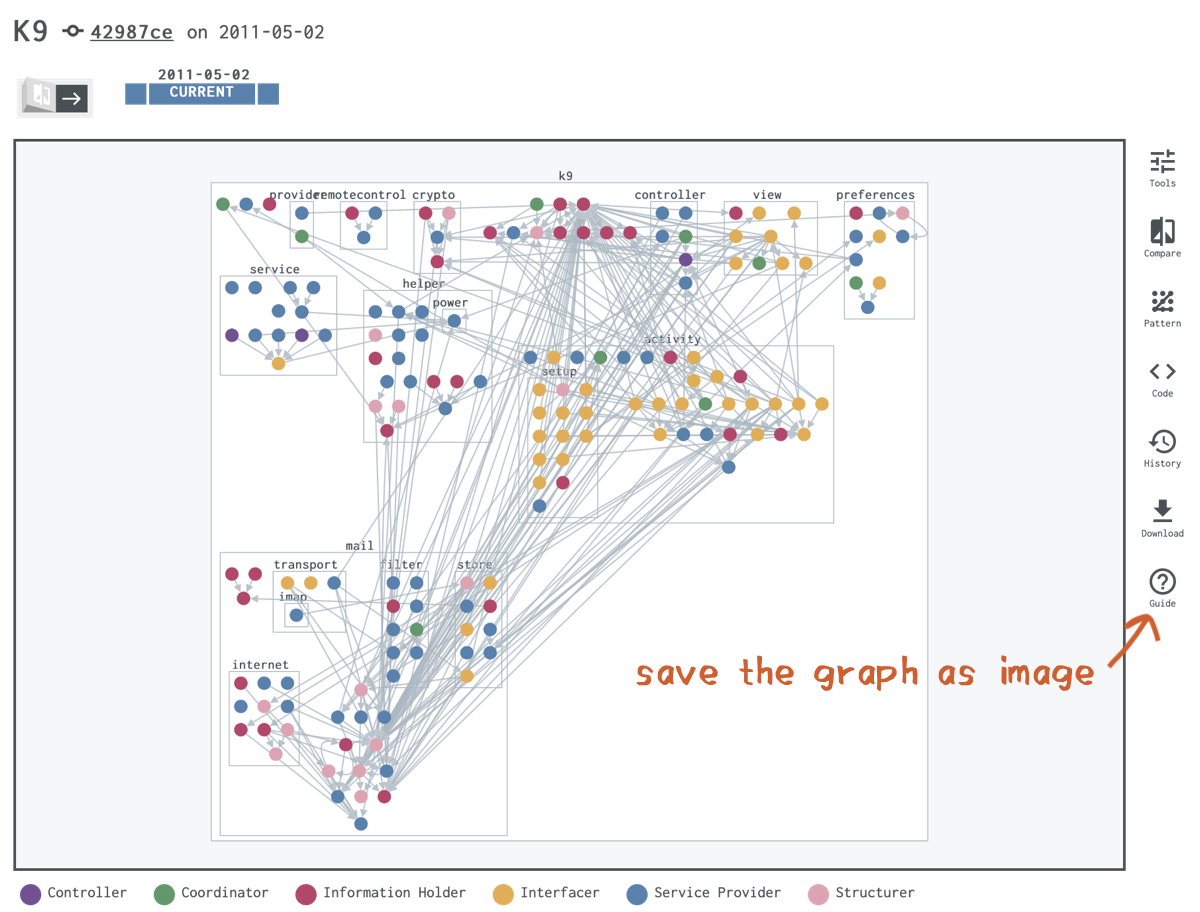 K9 42987ce on 2011-05-02
2011-05-02
CURRENT
k9
provider remotecontrol crypto controller view preferences
service
helper
power
activity
setup
mail
transport filter store
imap
internet
save the graph as image
Tools
Compare
Pattern
Code
History
Download
Guide
Controller Coordinator Information Holder Interfacer Service Provider Structurer